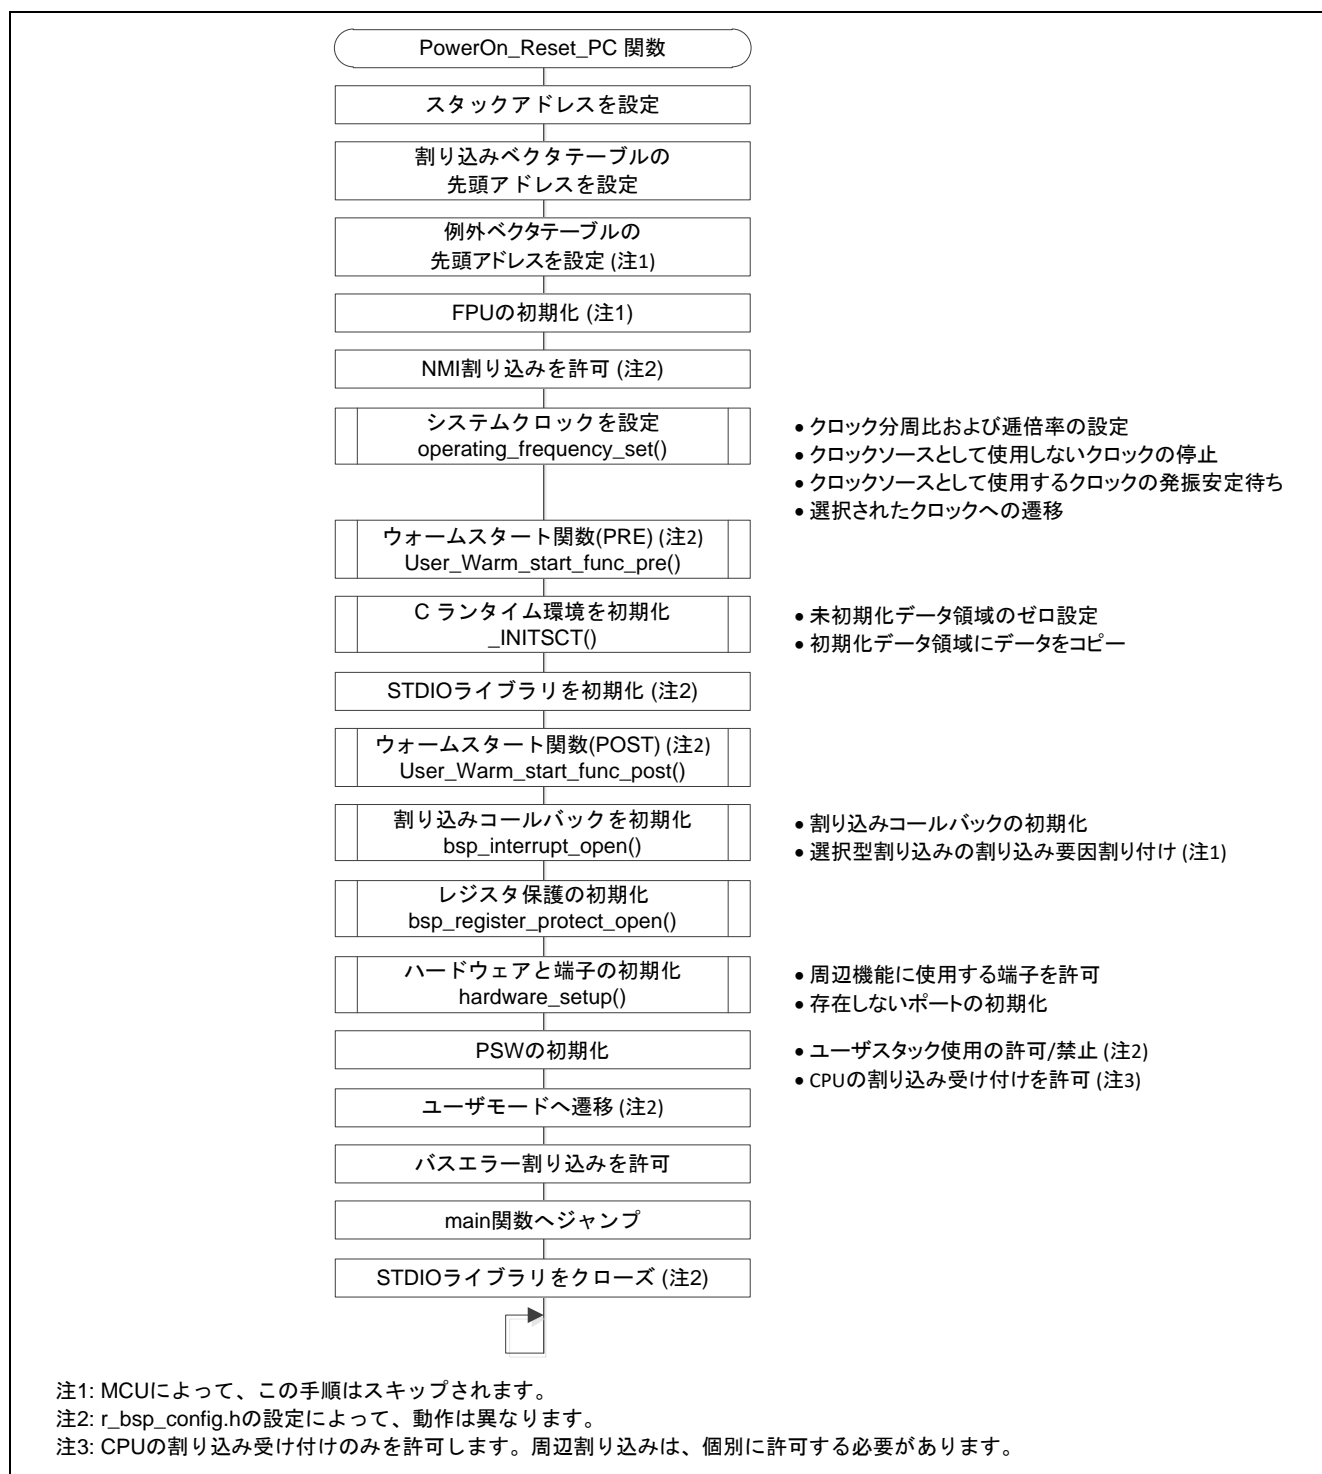 PowerOn_Reset_PC 関数
スタックアドレスを設定
割り込みベクタテーブルの
先頭アドレスを設定
例外ベクタテーブルの
先頭アドレスを設定 (注1)
FPUの初期化 (注1)
NMI割り込みを許可 (注2)
システムクロックを設定
operating_frequency_set()
• クロック分周比および逓倍率の設定
• クロックソースとして使用しないクロックの停止
• クロックソースとして使用するクロックの発振安定待ち
• 選択されたクロックへの遷移
ウォームスタート関数(PRE) (注2)
User_Warm_start_func_pre()
C ランタイム環境を初期化
_INITSCT()
• 未初期化データ領域のゼロ設定
• 初期化データ領域にデータをコピー
STDIOライブラリを初期化 (注2)
ウォームスタート関数(POST) (注2)
User_Warm_start_func_post()
割り込みコールバックを初期化
bsp_interrupt_open()
• 割り込みコールバックの初期化
• 選択型割り込みの割り込み要因割り付け (注1)
レジスタ保護の初期化
bsp_register_protect_open()
ハードウェアと端子の初期化
hardware_setup()
• 周辺機能に使用する端子を許可
• 存在しないポートの初期化
PSWの初期化
• ユーザスタック使用の許可/禁止 (注2)
• CPUの割り込み受け付けを許可 (注3)
ユーザモードへ遷移 (注2)
バスエラー割り込みを許可
main関数へジャンプ
STDIOライブラリをクローズ (注2)
注1: MCUによって、この手順はスキップされます。
注2: r_bsp_config.hの設定によって、動作は異なります。
注3: CPUの割り込み受け付けのみを許可します。周辺割り込みは、個別に許可する必要があります。